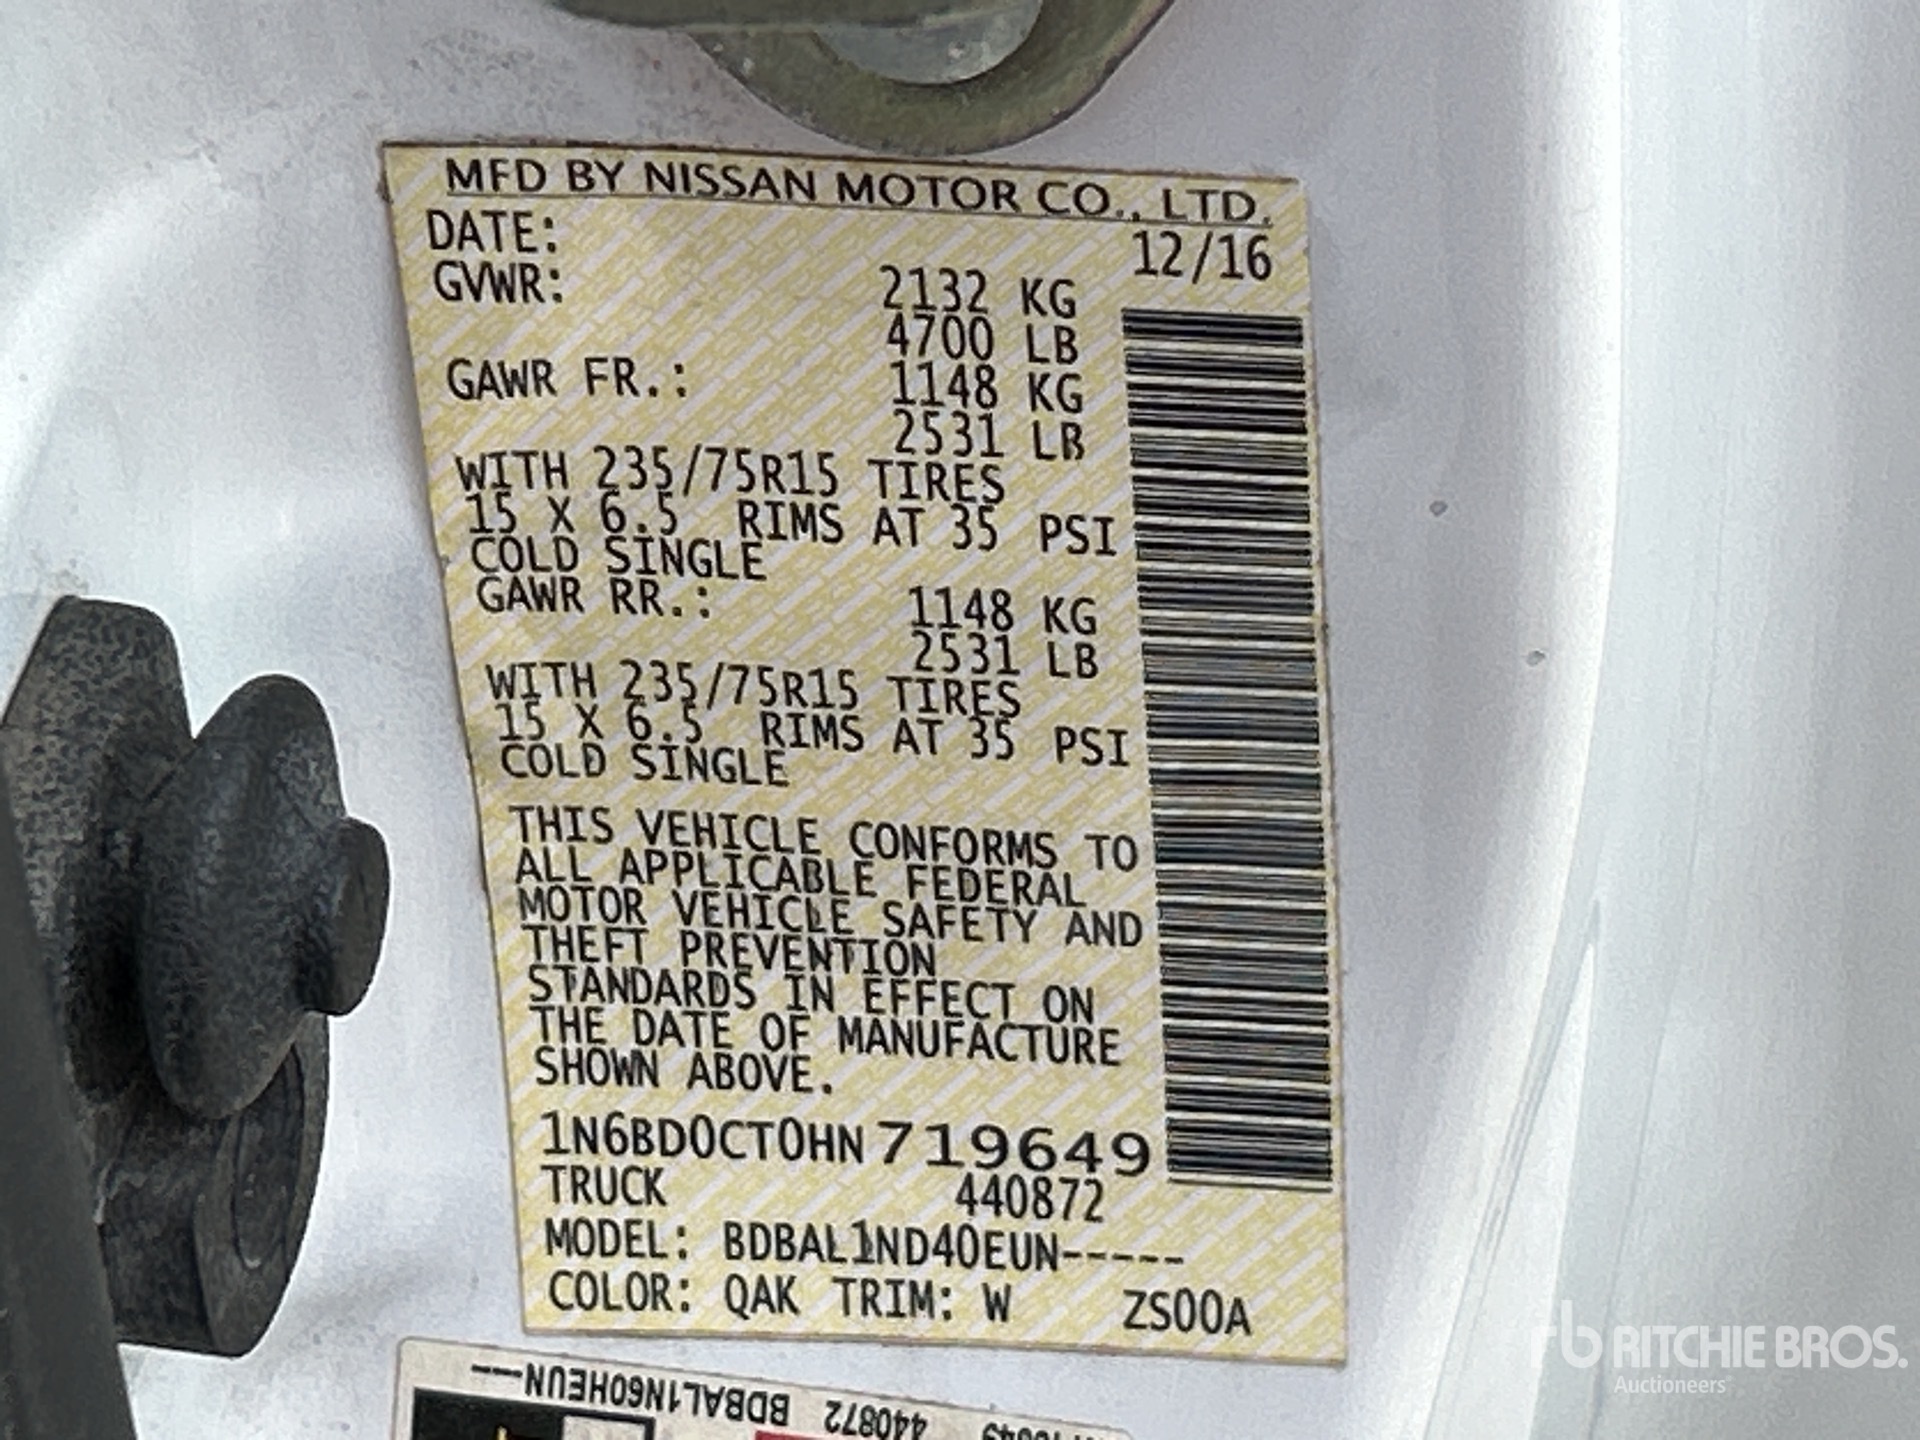 MFD BY NISSAN MOTOR CO., LTD.
DATE: 12/16
GVWR: 2132 KG
4700 LB
GAWR FR.: 1148 KG
2531 LB
WITH 235/75R15 TIRES
15 X 6.5 RIMS AT 35 PSI
COLD SINGLE
GAWR RR.: 1148 KG
2531 LB
WITH 235/75R15 TIRES
15 X 6.5 RIMS AT 35 PSI
COLD SINGLE
THIS VEHICLE CONFORMS TO
ALL APPLICABLE FEDERAL
MOTOR VEHICLE SAFETY AND
THEFT PREVENTION
STANDARDS IN EFFECT ON
THE DATE OF MANUFACTURE
SHOWN ABOVE.
1N6BD0CT0HN719649
TRUCK 440872
MODEL: BDBAL1ND40EUN-----
COLOR: QAK TRIM: W ZS00A
440872 BDBAL1N60HEUN---
rb RITCHIE BROS.
Auctioneers